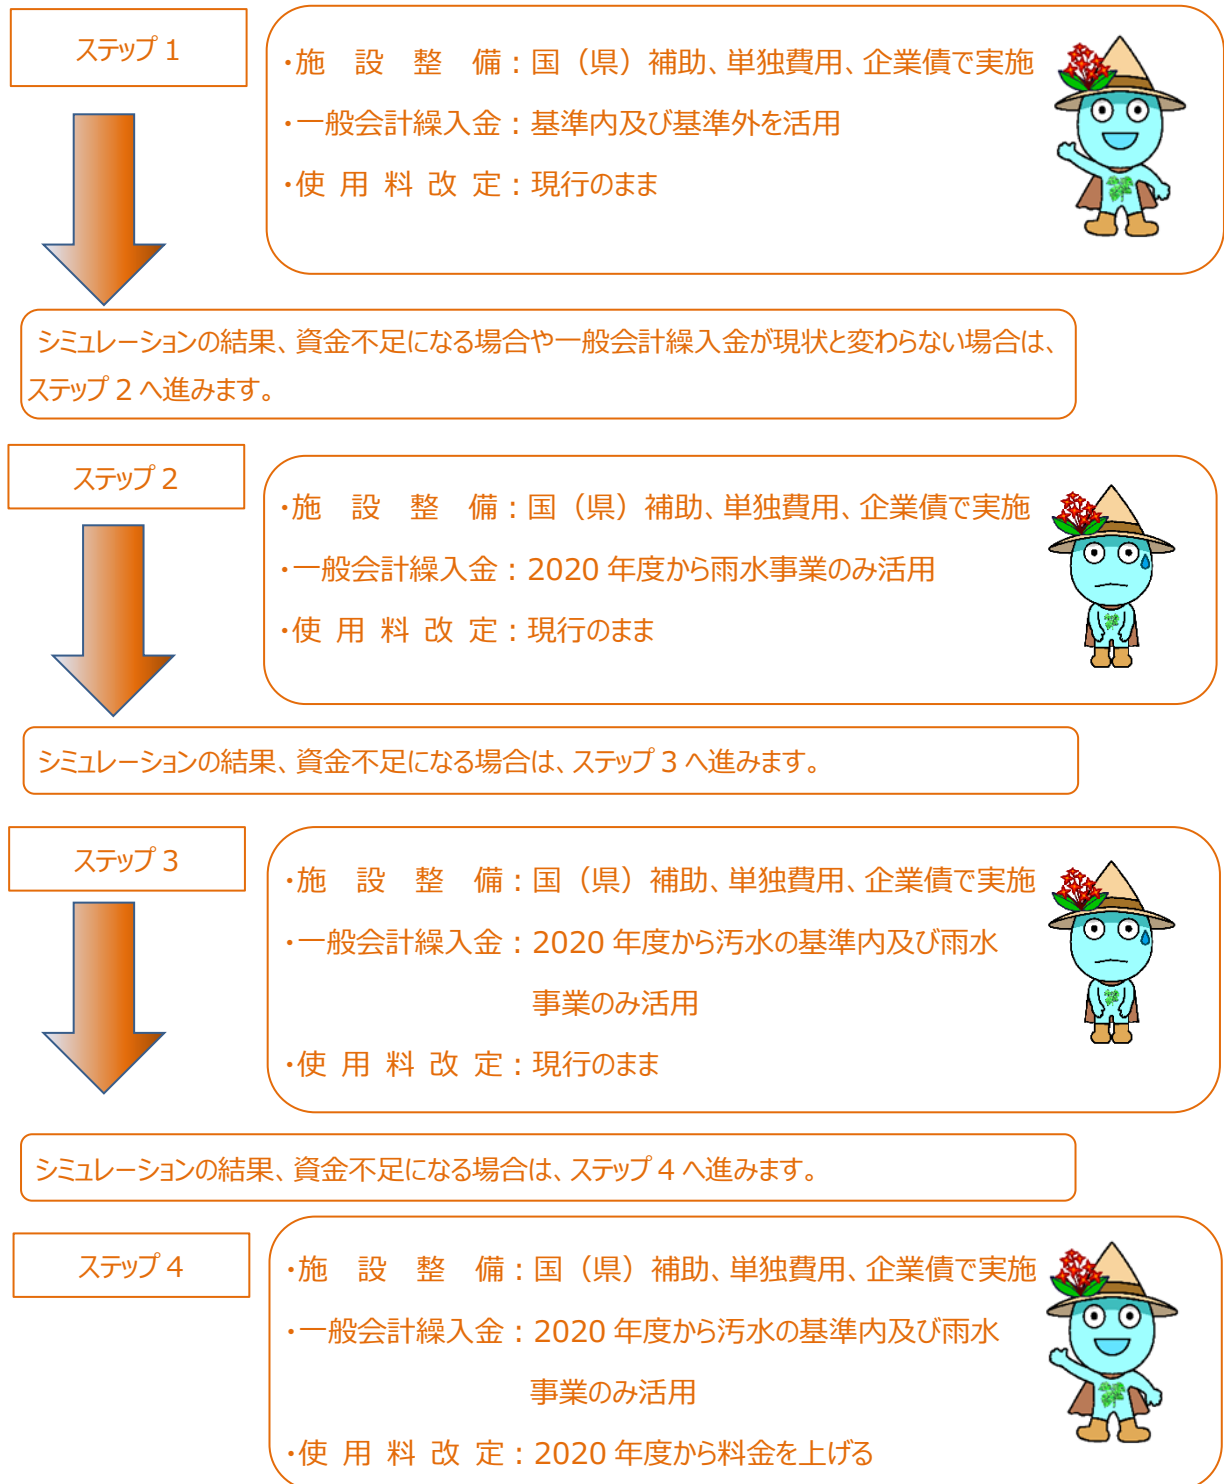 ステップ 1
・施　設　整　備：国（県）補助、単独費用、企業債で実施
・一般会計繰入金：基準内及び基準外を活用
・使 用 料 改 定：現行のまま
シミュレーションの結果、資金不足になる場合や一般会計繰入金が現状と変わらない場合は、
ステップ 2 へ進みます。
ステップ 2
・施　設　整　備：国（県）補助、単独費用、企業債で実施
・一般会計繰入金：2020 年度から雨水事業のみ活用
・使 用 料 改 定：現行のまま
シミュレーションの結果、資金不足になる場合は、ステップ 3 へ進みます。
ステップ 3
・施　設　整　備：国（県）補助、単独費用、企業債で実施
・一般会計繰入金：2020 年度から汚水の基準内及び雨水
事業のみ活用
・使 用 料 改 定：現行のまま
シミュレーションの結果、資金不足になる場合は、ステップ 4 へ進みます。
ステップ 4
・施　設　整　備：国（県）補助、単独費用、企業債で実施
・一般会計繰入金：2020 年度から汚水の基準内及び雨水
事業のみ活用
・使 用 料 改 定：2020 年度から料金を上げる